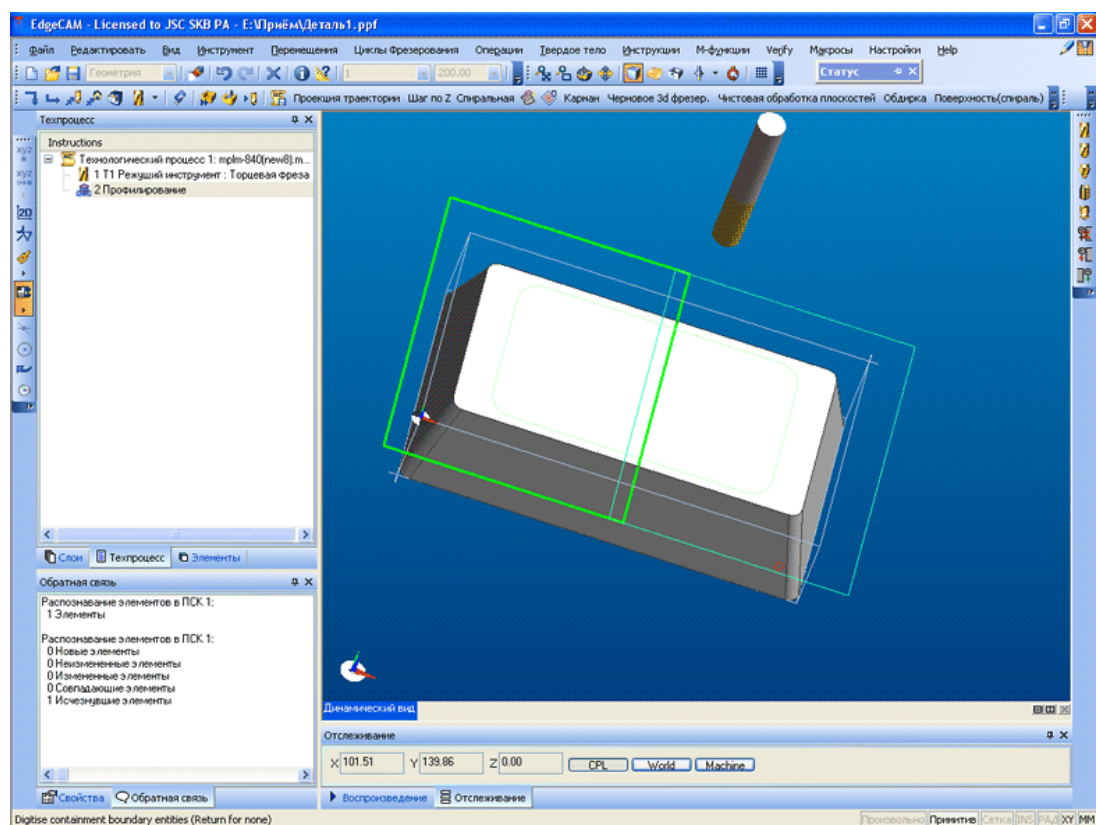 EdgeCAM - Licensed to JSC SKB PA - E:\Приём\Деталь1.ppf
Файл Редактировать Вид Инструмент Перемещения Циклы Фрезерования Операции Твердое тело Инструкции М-функции Verify Макросы Настройки Help
Геометрия 1 200.00 Статус
Проекция траектории Шаг по Z Спиральная Карман Черновое 3d фрезер. Чистовая обработка плоскостей Обдирка Поверхность(спираль)
Техпроцесс
Instructions
Технологический процесс 1: mplm-840(new8).m...
1 T1 Режущий инструмент : Торцевая фреза
2 Профилирование
xyz
xyz
2D
Слои Техпроцесс Элементы
Обратная связь
Распознавание элементов в ПСК 1:
1 Элементы
Распознавание элементов в ПСК 1:
0 Новые элементы
0 Неизмененные элементы
0 Измененные элементы
0 Совпадающие элементы
1 Исчезнувшие элементы
Динамический вид
Отслеживание
X 101.51 Y 139.86 Z 0.00 CPL World Machine
Свойства Обратная связь Воспроизведение Отслеживание
Digitise containment boundary entities (Return for none) Произвольно Примитив Сетка INS РАД XY MM